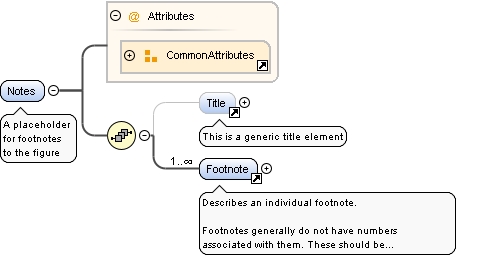 @ Attributes
CommonAttributes
Notes
A placeholder
for footnotes
to the figure
Title
This is a generic title element
1..∞
Footnote
Describes an individual footnote.
Footnotes generally do not have numbers
associated with them. These should be...